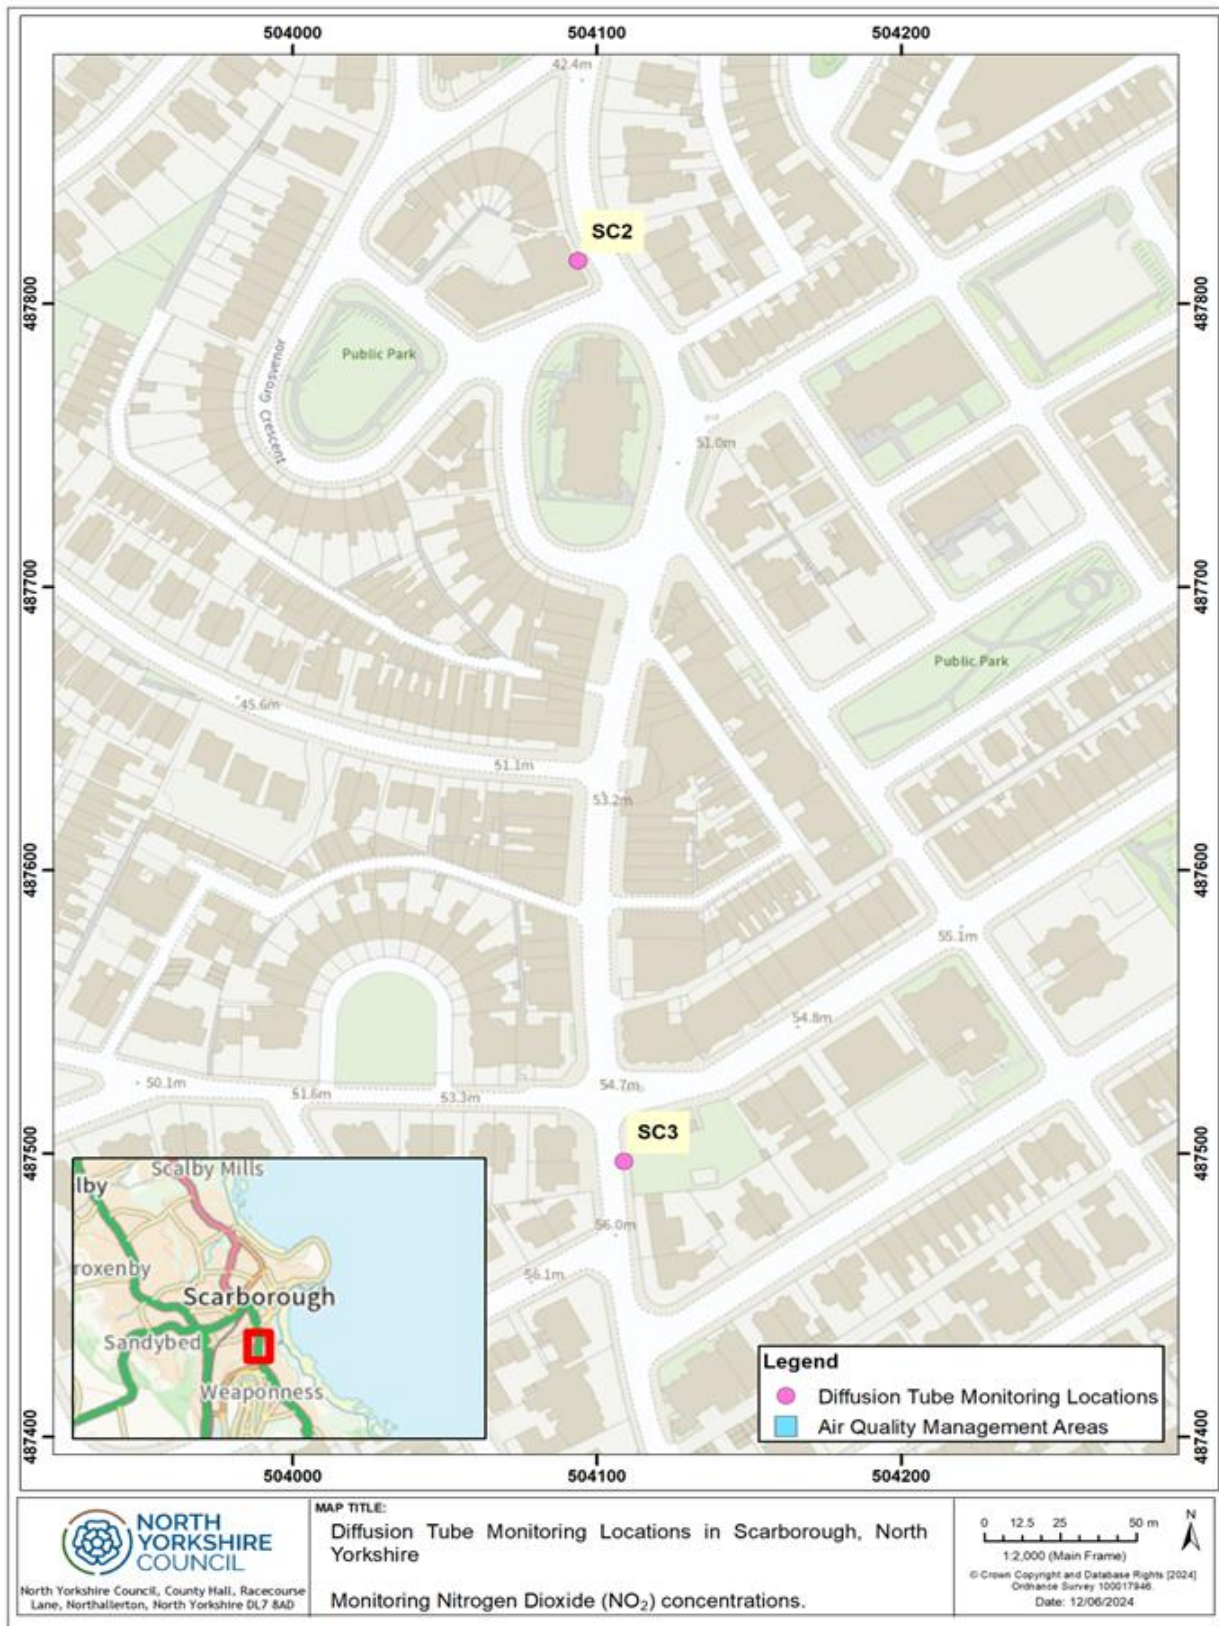 504000 504100 504200
42.4m
SC2
487800 487800
Public Park
Grosvenor
Crescent
51.0m
487700 487700
Public Park
45.6m
51.1m
53.2m
487600 487600
55.1m
54.8m
50.1m
51.6m
53.3m
54.7m
SC3
487500 487500
56.0m
56.1m
Scalby Mills
lby
roxenby
Scarborough
Sandybed
Weaponness
Legend
Diffusion Tube Monitoring Locations
Air Quality Management Areas
487400 487400
504000 504100 504200
NORTH
YORKSHIRE
COUNCIL
North Yorkshire Council, County Hall, Racecourse
Lane, Northallerton, North Yorkshire DL7 8AD
MAP TITLE:
Diffusion Tube Monitoring Locations in Scarborough, North
Yorkshire
Monitoring Nitrogen Dioxide (NO₂) concentrations.
0 12.5 25 50 m
N
1:2,000 (Main Frame)
© Crown Copyright and Database Rights [2024]
Ordnance Survey 100017946.
Date: 12/06/2024